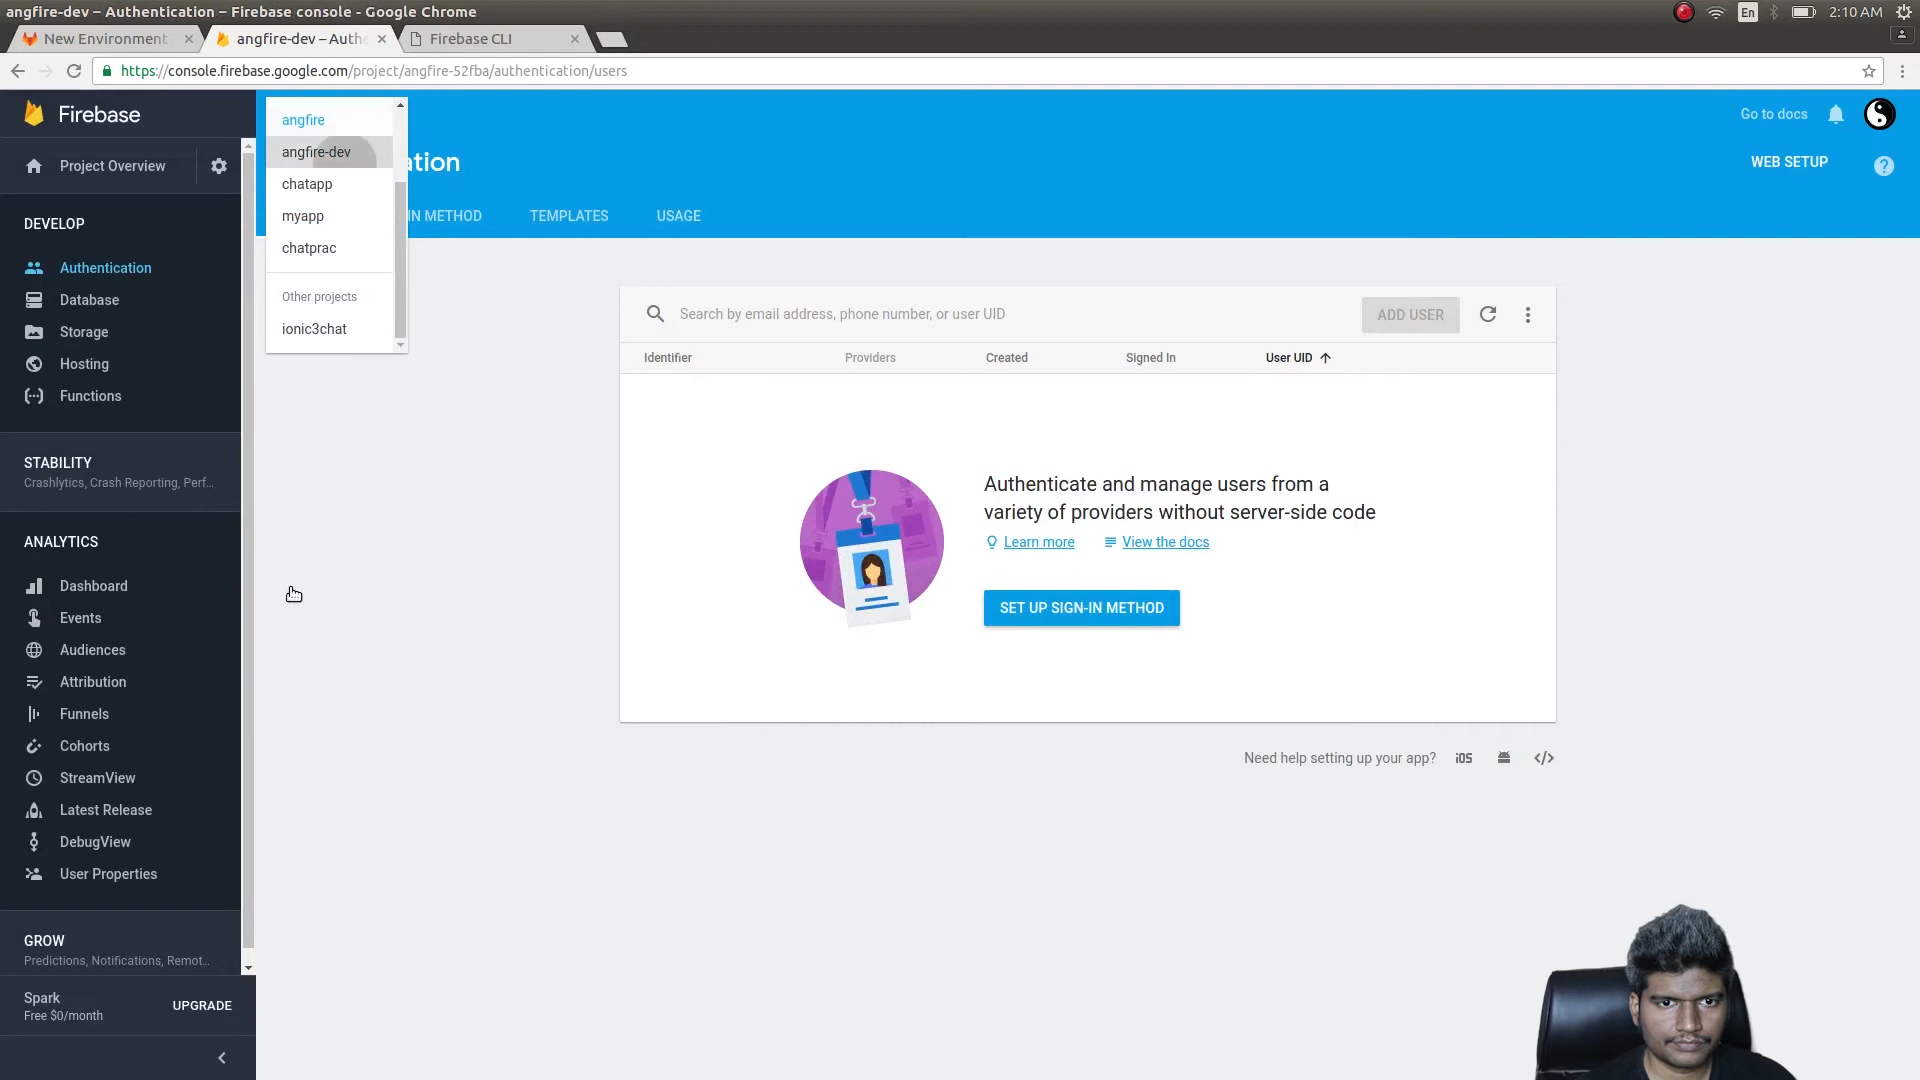 angfire-dev – Authentication – Firebase console - Google Chrome
En
2:10 AM
New Environment
angfire-dev – Auth
Firebase CLI
https://console.firebase.google.com/project/angfire-52fba/authentication/users
Firebase
Project Overview
DEVELOP
Authentication
Database
Storage
Hosting
Functions
STABILITY
Crashlytics, Crash Reporting, Perf...
ANALYTICS
Dashboard
Events
Audiences
Attribution
Funnels
Cohorts
StreamView
Latest Release
DebugView
User Properties
GROW
Predictions, Notifications, Remot...
Spark
Free $0/month
UPGRADE
angfire
angfire-dev
chatapp
myapp
chatprac
Other projects
ionic3chat
ation
Go to docs
WEB SETUP
IN METHOD
TEMPLATES
USAGE
Search by email address, phone number, or user UID
ADD USER
Identifier
Providers
Created
Signed In
User UID
Authenticate and manage users from a
variety of providers without server-side code
Learn more
View the docs
SET UP SIGN-IN METHOD
Need help setting up your app?
iOS